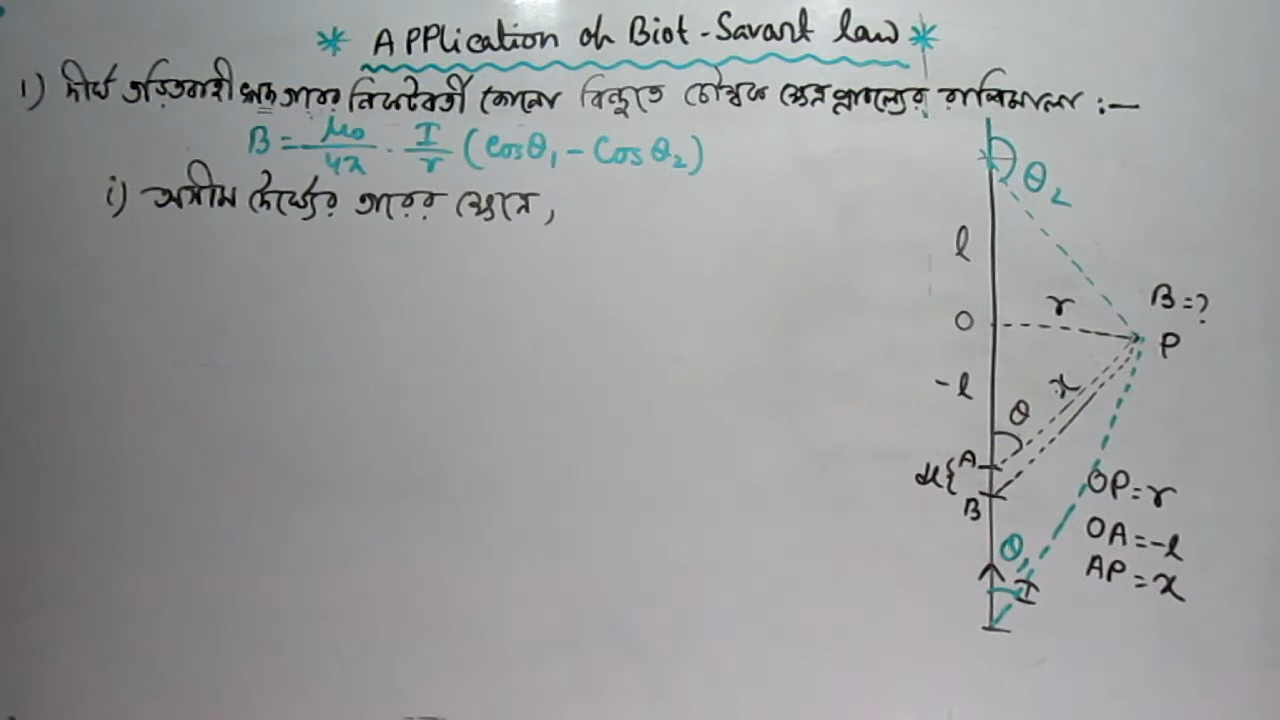 * Application of Biot-Savart law *
1) দীর্ঘ তড়িৎবাহী তারের নিকটবর্তী কোনো বিন্দুতে চৌম্বক ক্ষেত্র প্রাবল্যের রাশিমালা :—
B = μ₀/4π · I/r (Cosθ₁ - Cosθ₂)
i) অসীম দৈর্ঘ্যের তারের ক্ষেত্রে,
θ₂
l
r
B=?
O
P
-l
x
θ
A
dl{
B
OP=r
OA=-l
AP=x
θ₁
I